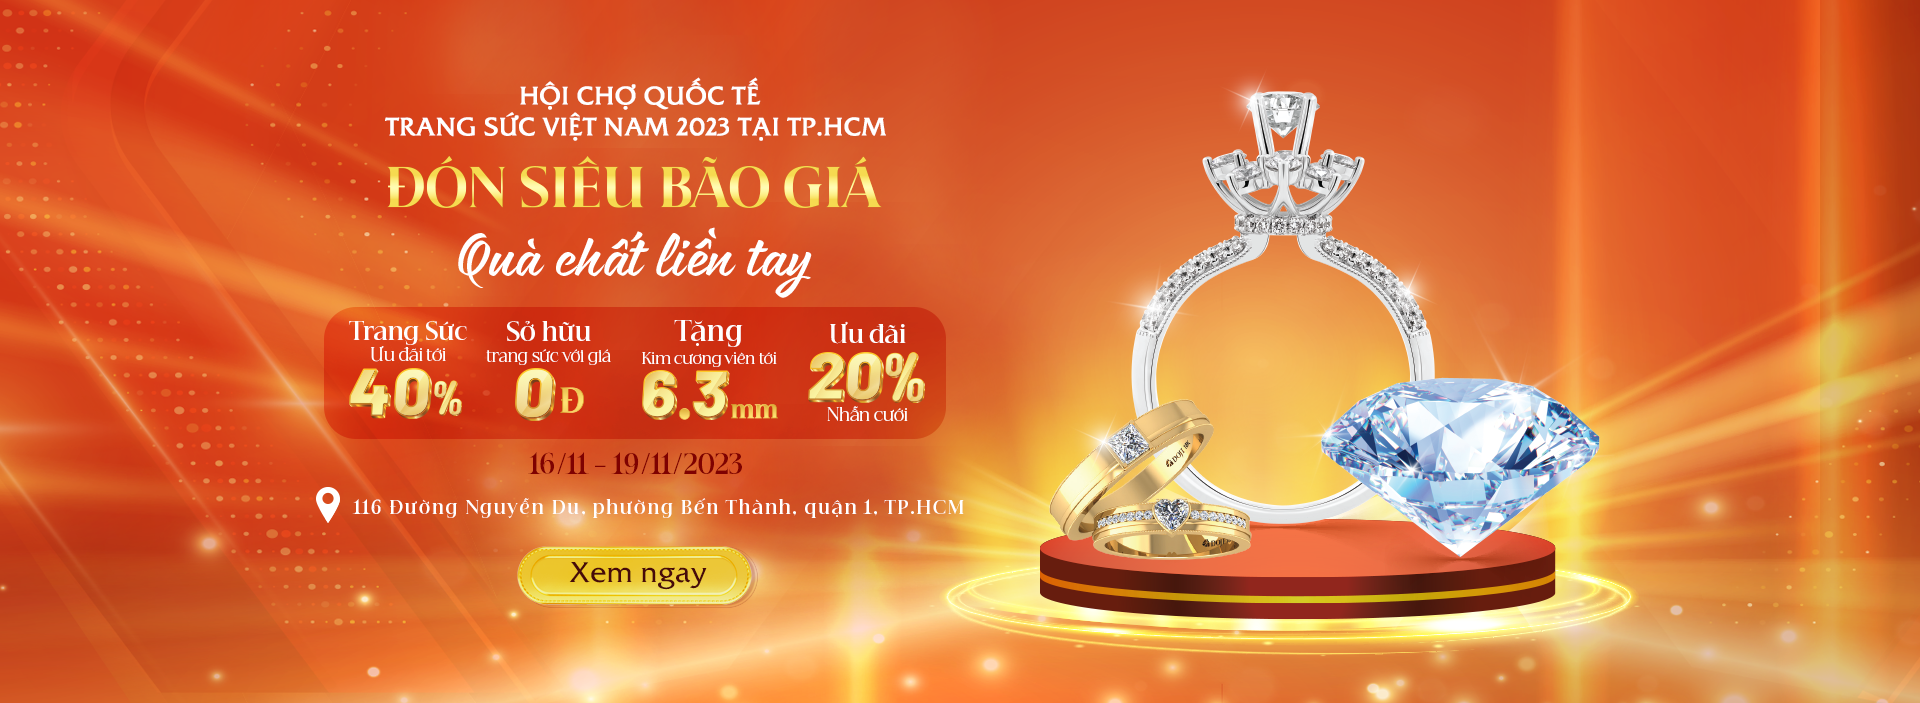 HỘI CHỢ QUỐC TẾ
TRANG SỨC VIỆT NAM 2023 TẠI TP.HCM
ĐÓN SIÊU BÃO GIÁ
Quà chất liền tay
Trang Sức
Ưu đãi tới
40%
Sở hữu
trang sức với giá
0Đ
Tặng
Kim cương viên tới
6.3mm
Ưu đãi
20%
Nhẫn cưới
16/11 - 19/11/2023
116 Đường Nguyễn Du, phường Bến Thành, quận 1, TP.HCM
Xem ngay
DOJI
DOJI